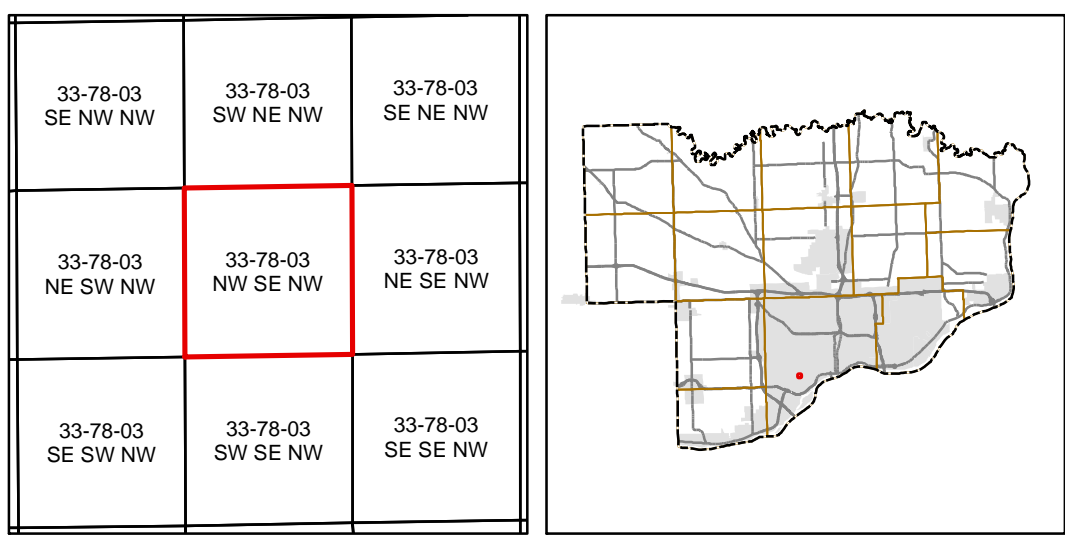 33-78-03
SE NW NW
33-78-03
SW NE NW
33-78-03
SE NE NW
33-78-03
NE SW NW
33-78-03
NW SE NW
33-78-03
NE SE NW
33-78-03
SE SW NW
33-78-03
SW SE NW
33-78-03
SE SE NW